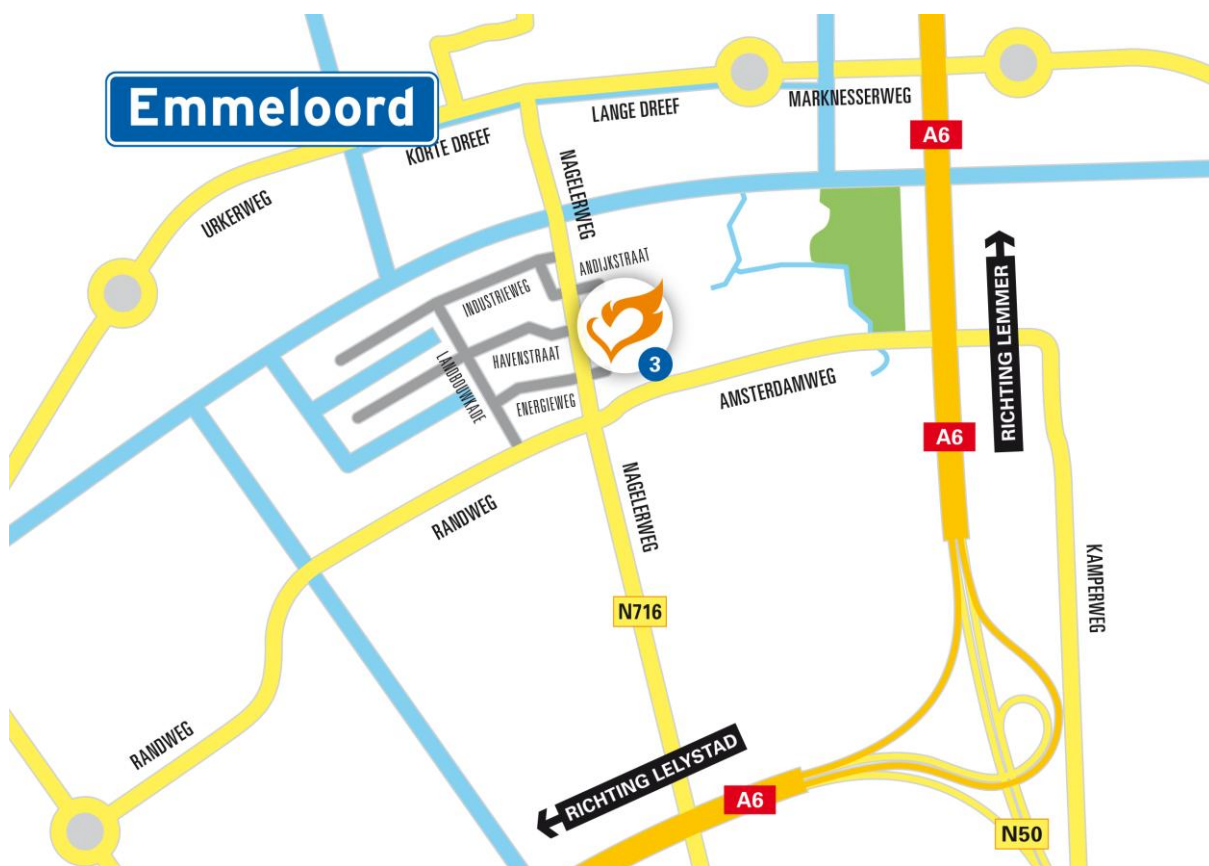 Emmeloord
LANGE DREEF
MARKNESSERWEG
A6
KORTE DREEF
NAGELERWEG
URKERWEG
ANDIJKSTRAAT
INDUSTRIEWEG
RICHTING LEMMER
HAVENSTRAAT
LANDBOUWKADE
3
ENERGIEWEG
AMSTERDAMWEG
A6
RANDWEG
NAGELERWEG
KAMPERWEG
N716
RANDWEG
RICHTING LELYSTAD
A6
N50